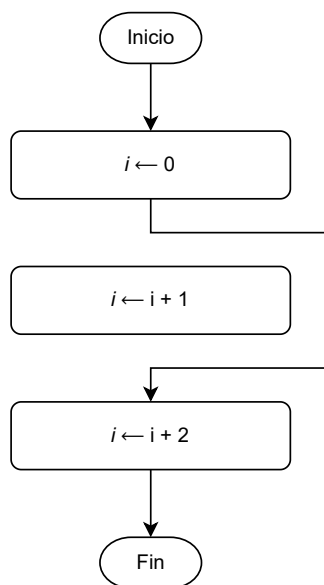 Inicio
i ← 0
i ← i + 1
i ← i + 2
Fin